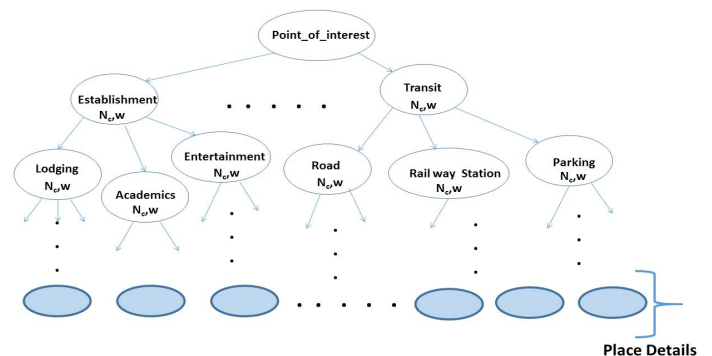 Point_of_interest
Establishment
Nc,w
Transit
Nc,w
Lodging
Nc,w
Academics
Nc,w
Entertainment
Nc,w
Road
Nc,w
Rail way Station
Nc,w
Parking
Nc,w
Place Details